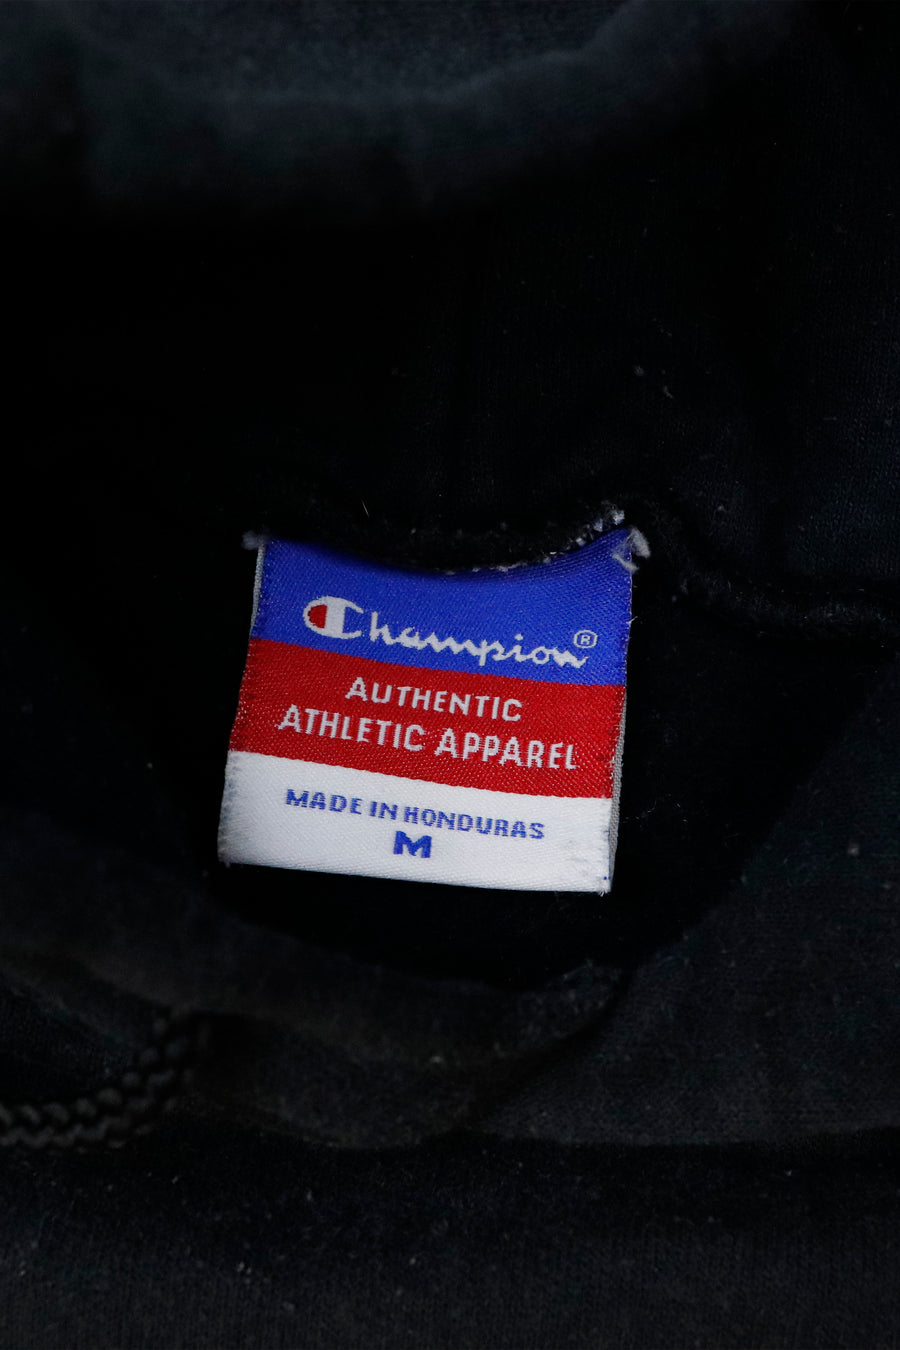 Champion®
AUTHENTIC
ATHLETIC APPAREL
MADE IN HONDURAS
M